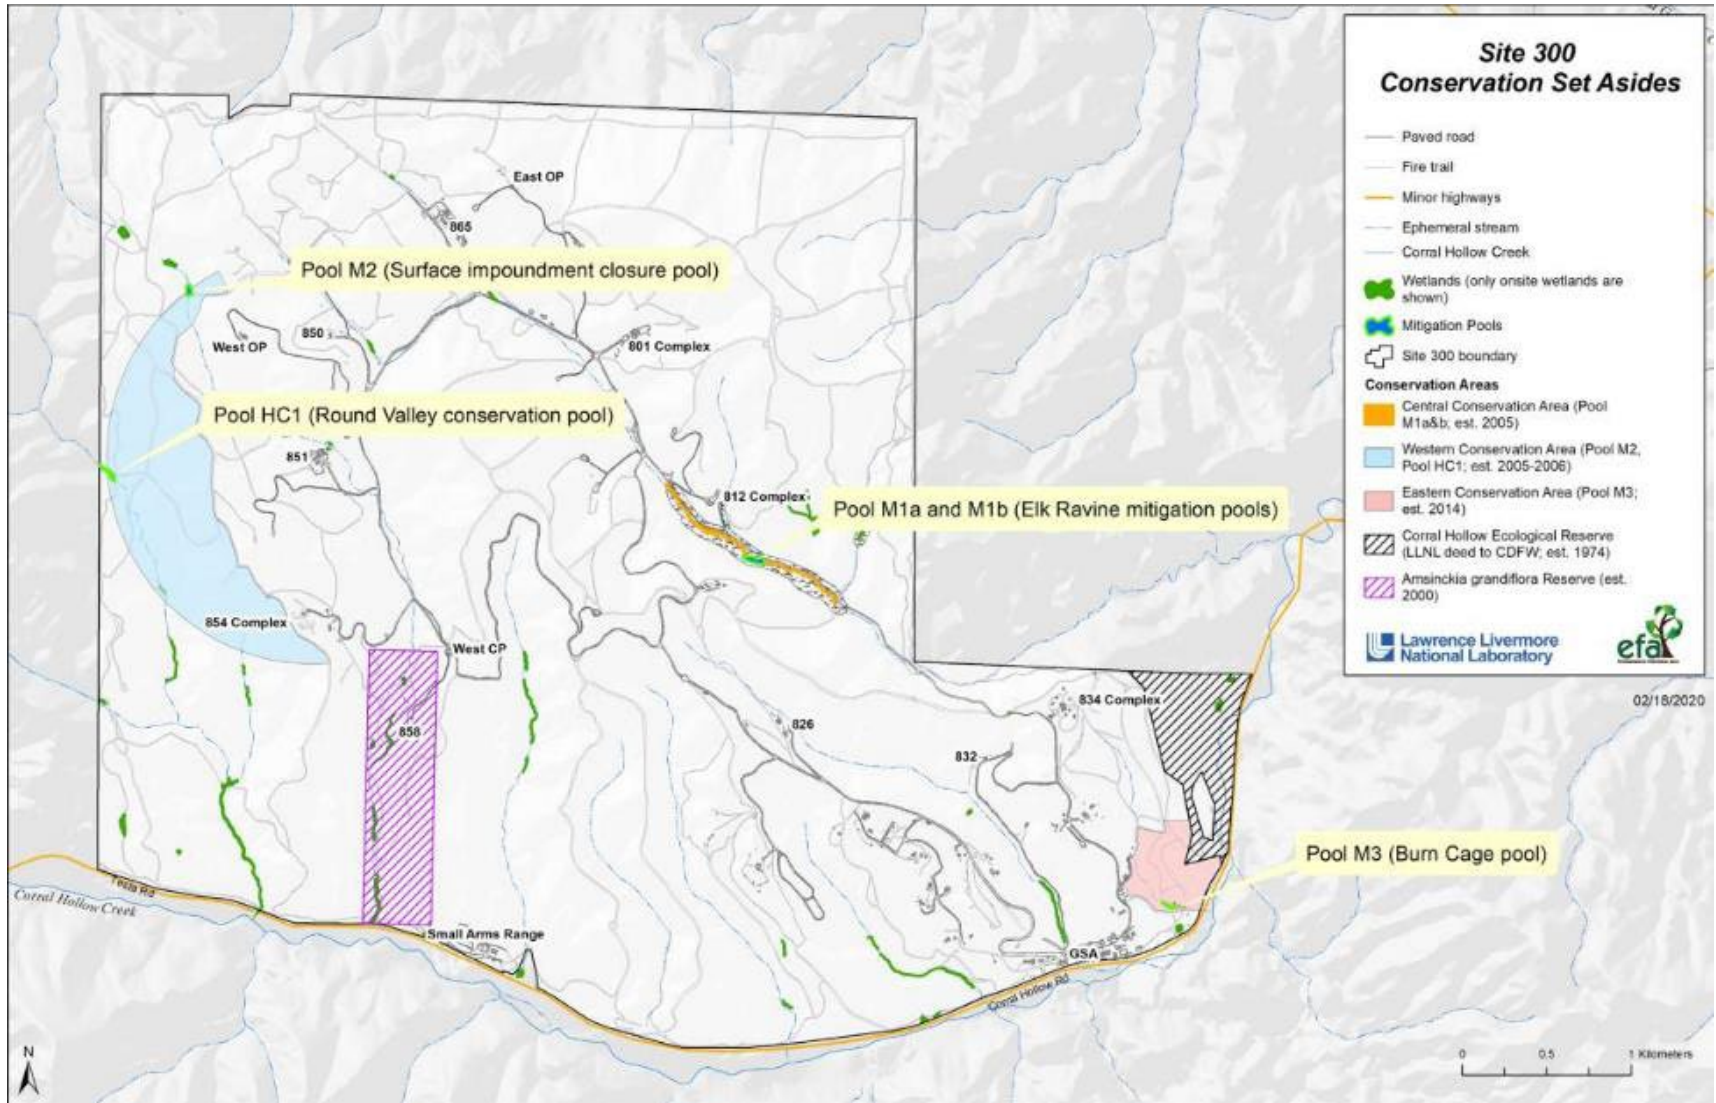 Site 300
Conservation Set Asides
Paved road
Fire trail
Minor highways
Ephemeral stream
Corral Hollow Creek
Wetlands (only onsite wetlands are
shown)
Mitigation Pools
Site 300 boundary
Conservation Areas
Central Conservation Area (Pool
M1a&b; est. 2005)
Western Conservation Area (Pool M2,
Pool HC1; est. 2005-2006)
Eastern Conservation Area (Pool M3;
est. 2014)
Corral Hollow Ecological Reserve
(LLNL deed to CDFW; est. 1974)
Amsinckia grandiflora Reserve (est.
2000)
Lawrence Livermore
National Laboratory
efa
02/18/2020
East OP
865
Pool M2 (Surface impoundment closure pool)
850
West OP
801 Complex
Pool HC1 (Round Valley conservation pool)
851
812 Complex
Pool M1a and M1b (Elk Ravine mitigation pools)
854 Complex
West CP
834 Complex
858
826
832
Pool M3 (Burn Cage pool)
Tesla Rd
Corral Hollow Creek
Small Arms Range
GSA
Corral Hollow Rd
N
0 0.5 1 Kilometers